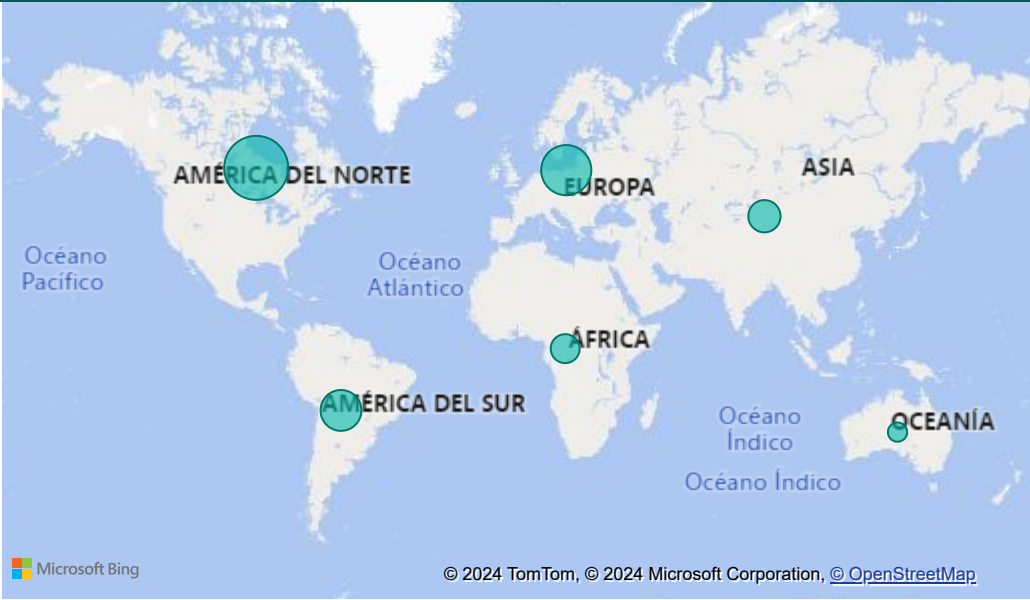 AMÉRICA DEL NORTE
EUROPA
ASIA
Océano
Pacífico
Océano
Atlántico
ÁFRICA
AMÉRICA DEL SUR
Océano
Índico
OCEANÍA
Océano Índico
Microsoft Bing
© 2024 TomTom, © 2024 Microsoft Corporation, © OpenStreetMap